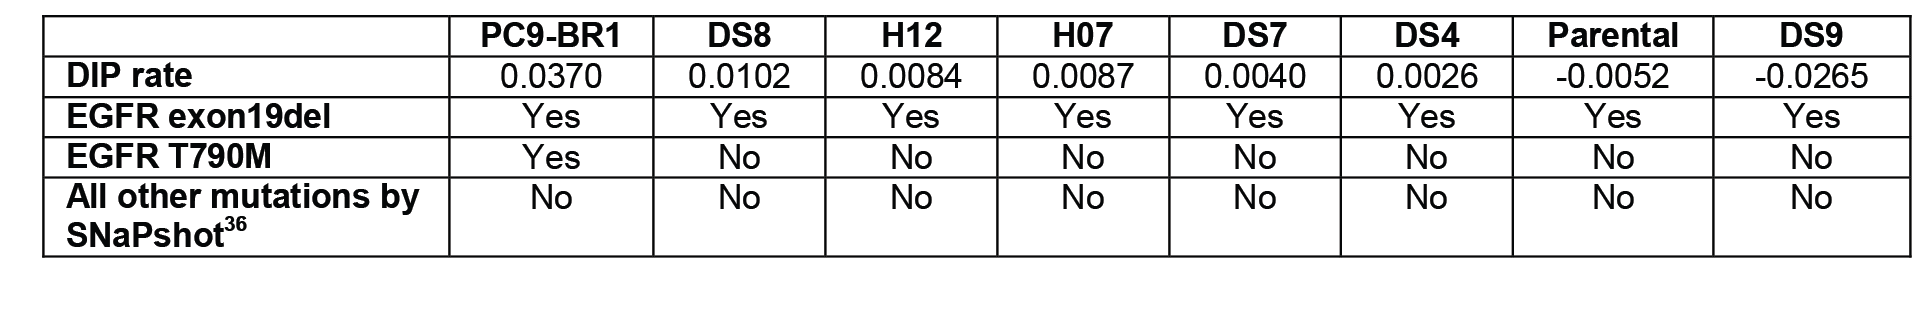 PC9-BR1 DS8 H12 H07 DS7 DS4 Parental DS9
DIP rate 0.0370 0.0102 0.0084 0.0087 0.0040 0.0026 -0.0052 -0.0265
EGFR exon19del Yes Yes Yes Yes Yes Yes Yes Yes
EGFR T790M Yes No No No No No No No
All other mutations by No No No No No No No No
SNaPshot36